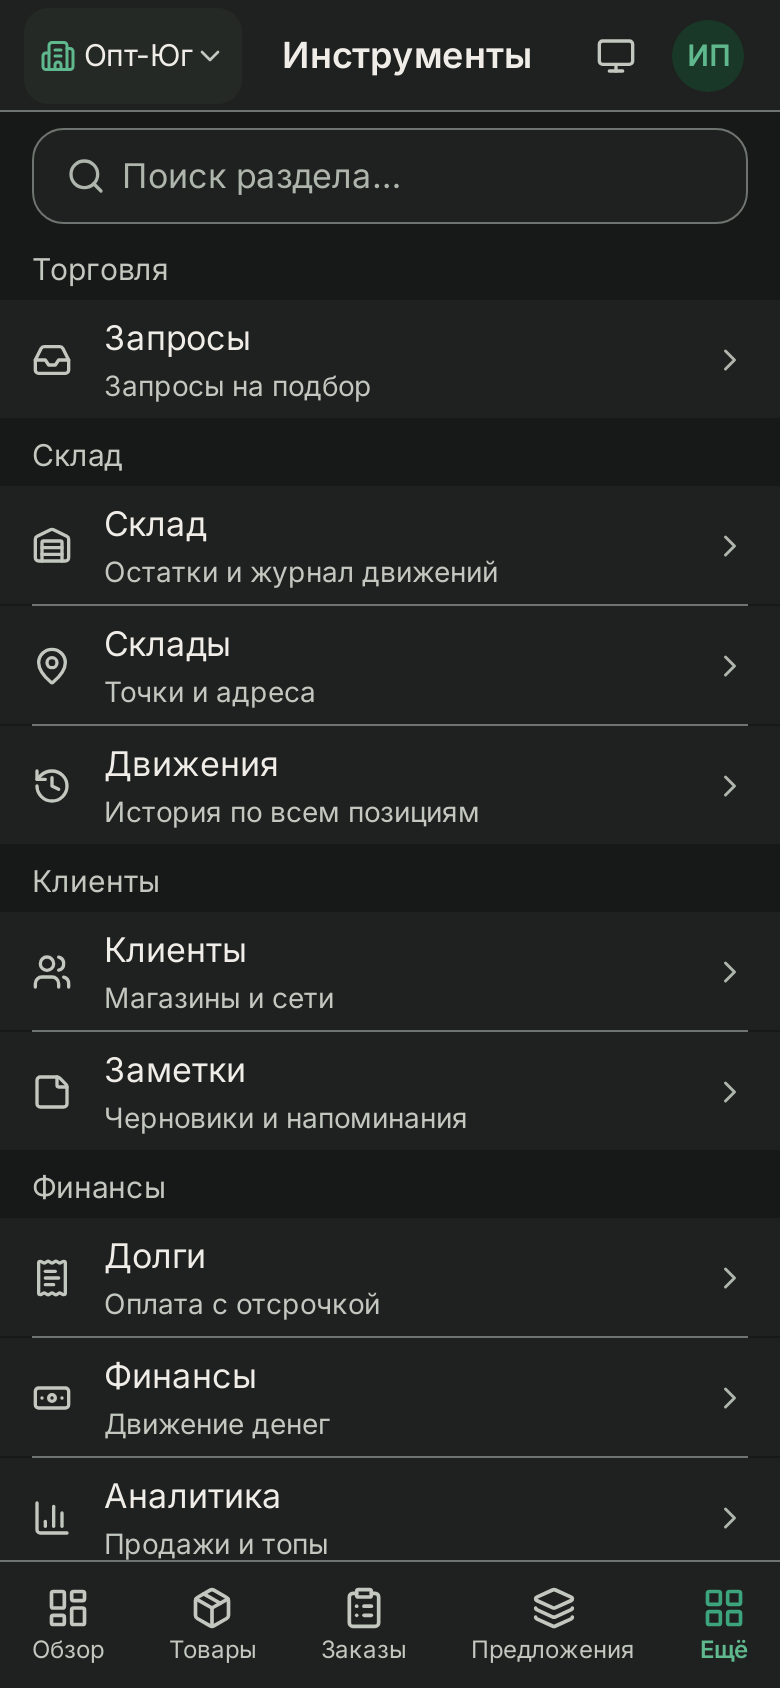 Опт-Юг
Инструменты
ИП
Поиск раздела...
Торговля
Запросы
Запросы на подбор
Склад
Склад
Остатки и журнал движений
Склады
Точки и адреса
Движения
История по всем позициям
Клиенты
Клиенты
Магазины и сети
Заметки
Черновики и напоминания
Финансы
Долги
Оплата с отсрочкой
Финансы
Движение денег
Аналитика
Продажи и топы
Обзор
Товары
Заказы
Предложения
Ещё